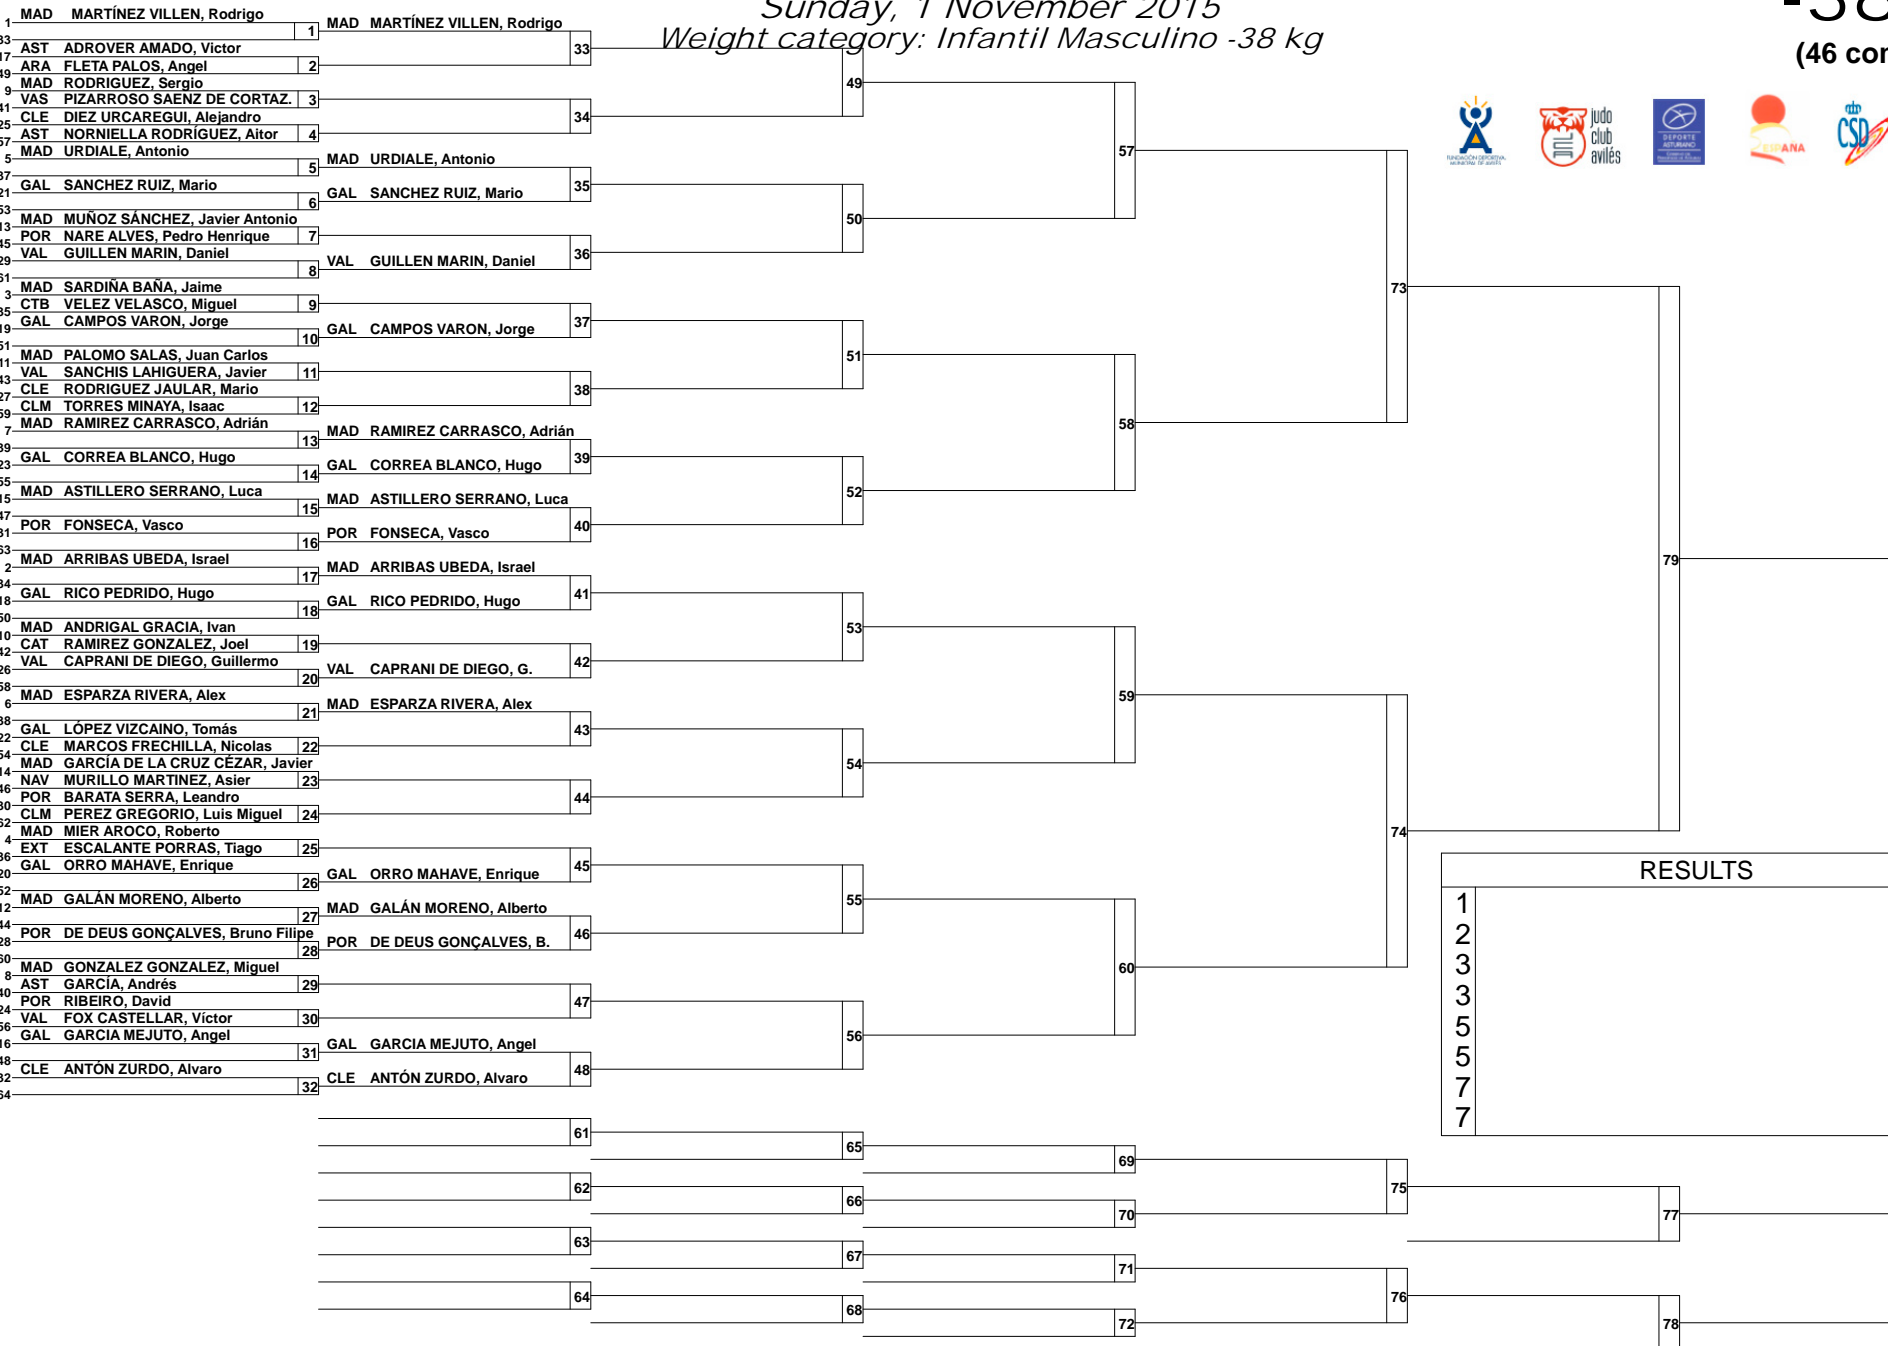 Sunday, 1 November 2015
Weight category: Infantil Masculino -38 kg
(46
judo
club
avilés
DEPORTE
ASTURIANO
ESPAÑA
CSD
1 MAD MARTÍNEZ VILLEN, Rodrigo
1
AST ADROVER AMADO, Victor
ARA FLETA PALOS, Angel
2
MAD RODRIGUEZ, Sergio
9 VAS PIZARROSO SAENZ DE CORTAZ.
3
CLE DIEZ URCAREGUI, Alejandro
AST NORNIELLA RODRÍGUEZ, Aitor
4
MAD URDIALE, Antonio
5
5
GAL SANCHEZ RUIZ, Mario
6
MAD MUÑOZ SÁNCHEZ, Javier Antonio
POR NARE ALVES, Pedro Henrique
7
VAL GUILLEN MARIN, Daniel
8
MAD SARDIÑA BAÑA, Jaime
3 CTB VELEZ VELASCO, Miguel
9
GAL CAMPOS VARON, Jorge
10
MAD PALOMO SALAS, Juan Carlos
VAL SANCHIS LAHIGUERA, Javier
11
CLE RODRIGUEZ JAULAR, Mario
CLM TORRES MINAYA, Isaac
12
MAD RAMIREZ CARRASCO, Adrián
7
13
GAL CORREA BLANCO, Hugo
14
MAD ASTILLERO SERRANO, Luca
15
POR FONSECA, Vasco
16
MAD ARRIBAS UBEDA, Israel
2
17
GAL RICO PEDRIDO, Hugo
18
MAD ANDRIGAL GRACIA, Ivan
CAT RAMIREZ GONZALEZ, Joel
19
VAL CAPRANI DE DIEGO, Guillermo
20
MAD ESPARZA RIVERA, Alex
6
21
GAL LÓPEZ VIZCAINO, Tomás
CLE MARCOS FRECHILLA, Nicolas
22
MAD GARCÍA DE LA CRUZ CÉZAR, Javier
NAV MURILLO MARTINEZ, Asier
23
POR BARATA SERRA, Leandro
CLM PEREZ GREGORIO, Luis Miguel
24
MAD MIER AROCO, Roberto
4 EXT ESCALANTE PORRAS, Tiago
25
GAL ORRO MAHAVE, Enrique
26
MAD GALÁN MORENO, Alberto
27
POR DE DEUS GONÇALVES, Bruno Filipe
28
MAD GONZALEZ GONZALEZ, Miguel
8 AST GARCÍA, Andrés
29
POR RIBEIRO, David
VAL FOX CASTELLAR, Víctor
30
GAL GARCIA MEJUTO, Angel
31
CLE ANTÓN ZURDO, Alvaro
32
MAD MARTÍNEZ VILLEN, Rodrigo
33
34
MAD URDIALE, Antonio
35
GAL SANCHEZ RUIZ, Mario
36
VAL GUILLEN MARIN, Daniel
37
GAL CAMPOS VARON, Jorge
38
MAD RAMIREZ CARRASCO, Adrián
39
GAL CORREA BLANCO, Hugo
MAD ASTILLERO SERRANO, Luca
40
POR FONSECA, Vasco
MAD ARRIBAS UBEDA, Israel
41
GAL RICO PEDRIDO, Hugo
42
VAL CAPRANI DE DIEGO, G.
MAD ESPARZA RIVERA, Alex
43
44
45
GAL ORRO MAHAVE, Enrique
MAD GALÁN MORENO, Alberto
46
POR DE DEUS GONÇALVES, B.
47
GAL GARCIA MEJUTO, Angel
48
CLE ANTÓN ZURDO, Alvaro
49
50
51
52
53
54
55
56
57
58
59
60
73
74
79
RESULTS
1
2
3
3
5
5
7
7
61
62
63
64
65
66
67
68
69
70
71
72
75
76
77
78